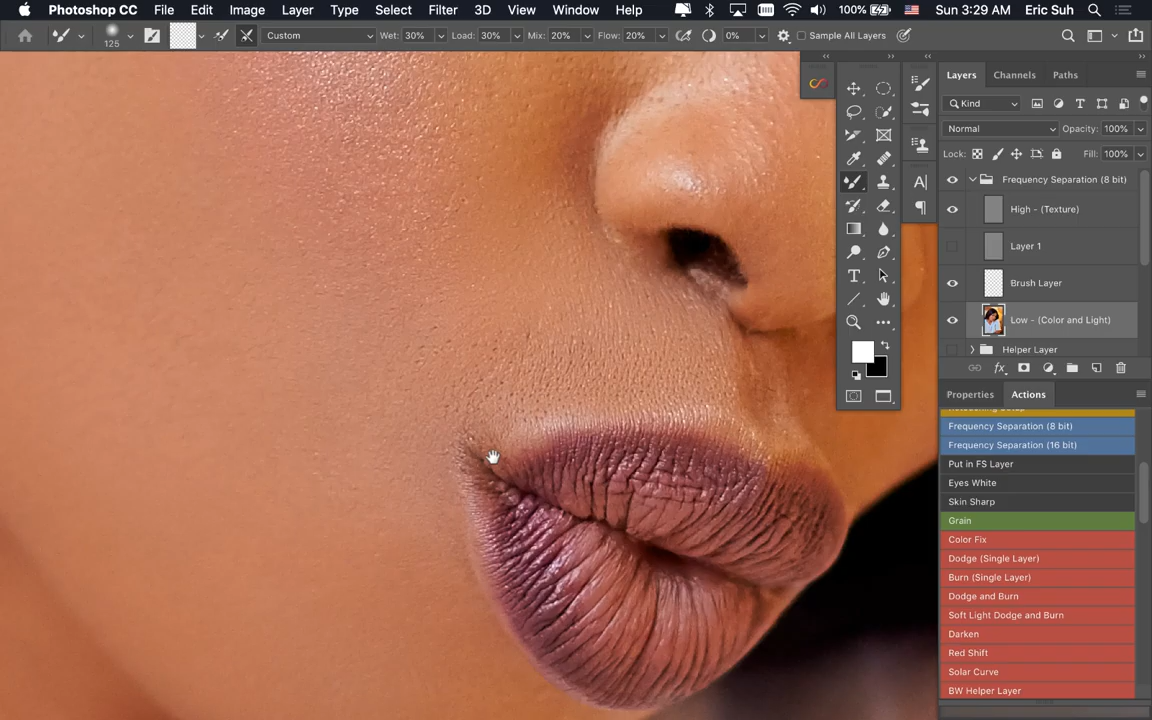 Photoshop CC File Edit Image Layer Type Select Filter 3D View Window Help 100% Sun 3:29 AM Eric Suh
125 Custom Wet: 30% Load: 30% Mix: 20% Flow: 20% 0% Sample All Layers
Layers Channels Paths
Kind
Normal Opacity: 100%
Lock: Fill: 100%
Frequency Separation (8 bit)
High - (Texture)
Layer 1
Brush Layer
Low - (Color and Light)
Helper Layer
Properties Actions
Frequency Separation (8 bit)
Frequency Separation (16 bit)
Put in FS Layer
Eyes White
Skin Sharp
Grain
Color Fix
Dodge (Single Layer)
Burn (Single Layer)
Dodge and Burn
Soft Light Dodge and Burn
Darken
Red Shift
Solar Curve
BW Helper Layer